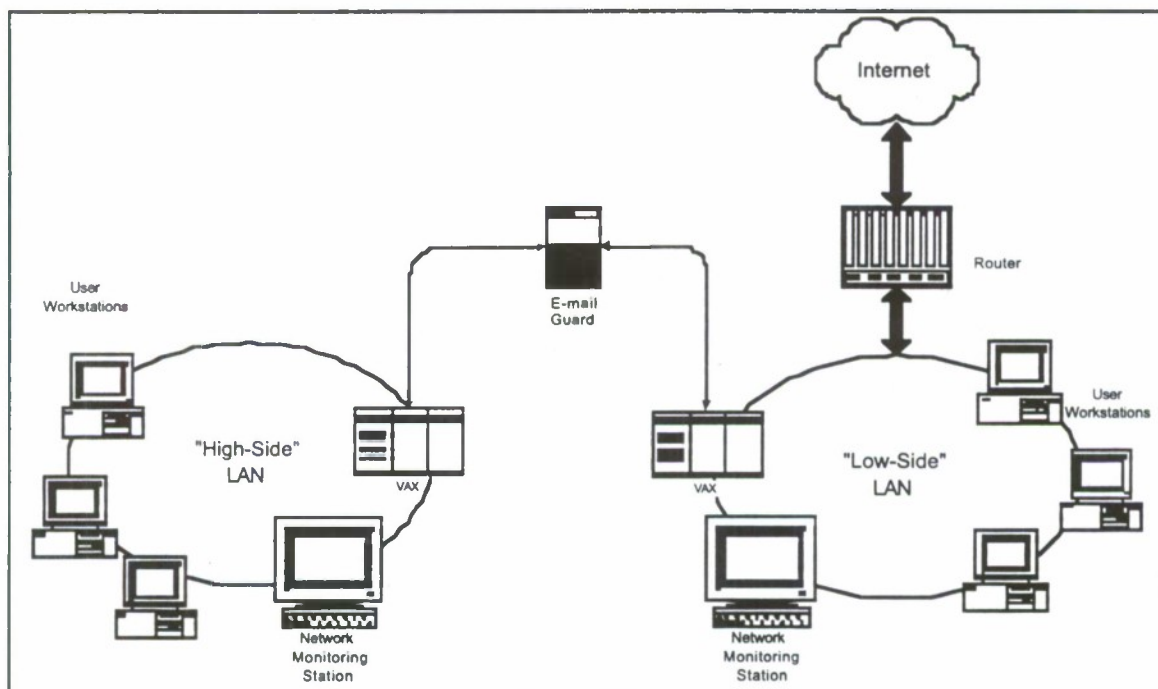 Internet
Router
E-mail
Guard
User
Workstations
User
Workstations
"High-Side"
LAN
VAX
"Low-Side"
LAN
VAX
Network
Monitoring
Station
Network
Monitoring
Station